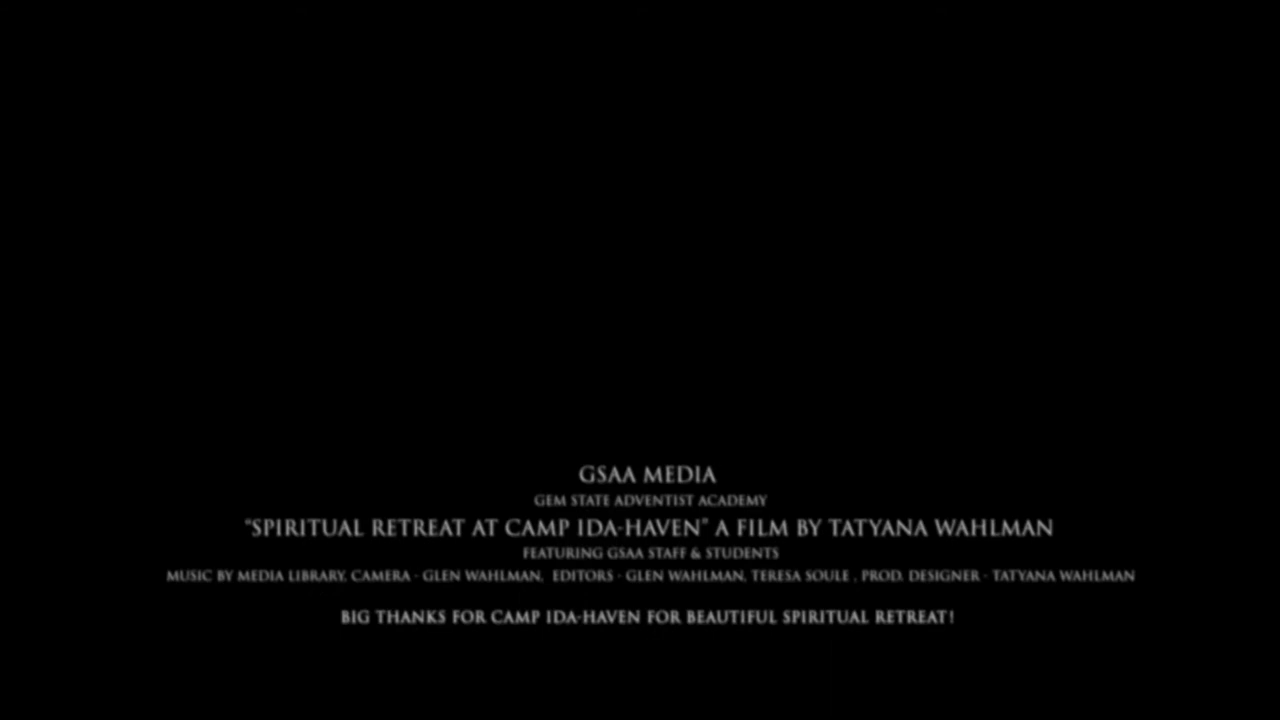 GSAA MEDIA
GEM STATE ADVENTIST ACADEMY
“SPIRITUAL RETREAT AT CAMP IDA-HAVEN” A FILM BY TATYANA WAHLMAN
FEATURING GSAA STAFF & STUDENTS
MUSIC BY MEDIA LIBRARY, CAMERA - GLEN WAHLMAN, EDITORS - GLEN WAHLMAN, TERESA SOULE , PROD. DESIGNER - TATYANA WAHLMAN
BIG THANKS FOR CAMP IDA-HAVEN FOR BEAUTIFUL SPIRITUAL RETREAT!